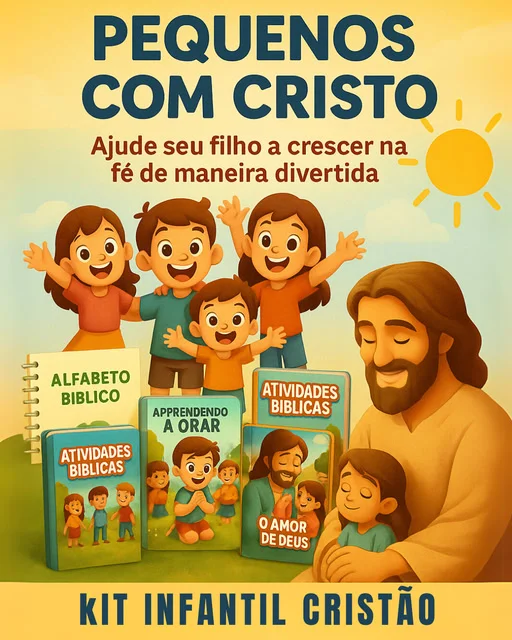 PEQUENOS
COM CRISTO
Ajude seu filho a crescer na
fé de maneira divertida
ALFABETO
BIBLICO
ATIVIDADES
BIBLICAS
APRENDENDO
A ORAR
ATIVIDADES
BIBLICAS
O AMOR
DE DEUS
kIT INFANTIL CRISTÃO